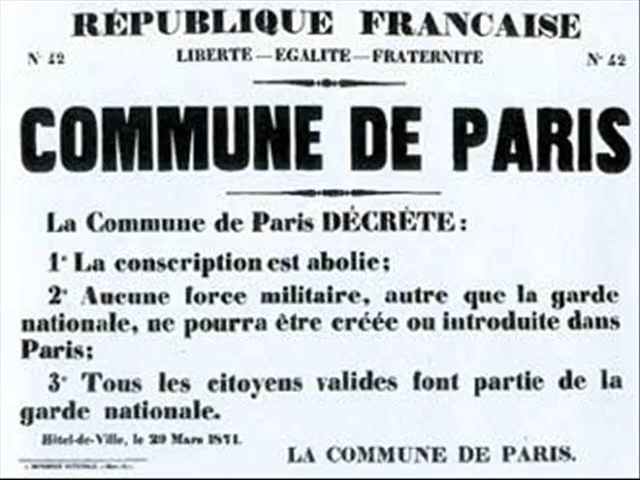 RÉPUBLIQUE FRANCAISE
N° 42 LIBERTE — EGALITE — FRATERNITE N° 42
COMMUNE DE PARIS
La Commune de Paris DÉCRÈTE :
1° La conscription est abolie ;
2° Aucune force militaire, autre que la garde
nationale, ne pourra être créée ou introduite dans
Paris ;
3° Tous les citoyens valides font partie de la
garde nationale.
Hôtel-de-Ville, le 29 Mars 1871.
LA COMMUNE DE PARIS.